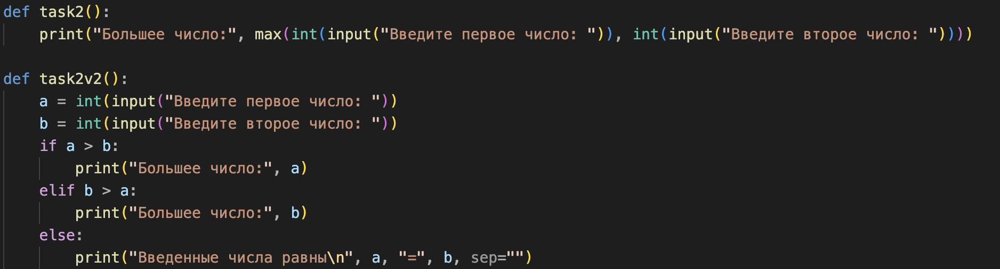 def task2():
    print("Большее число:", max(int(input("Введите первое число: ")), int(input("Введите второе число: "))))
def task2v2():
    a = int(input("Введите первое число: "))
    b = int(input("Введите второе число: "))
    if a > b:
        print("Большее число:", a)
    elif b > a:
        print("Большее число:", b)
    else:
        print("Введенные числа равны\n", a, "=", b, sep="")